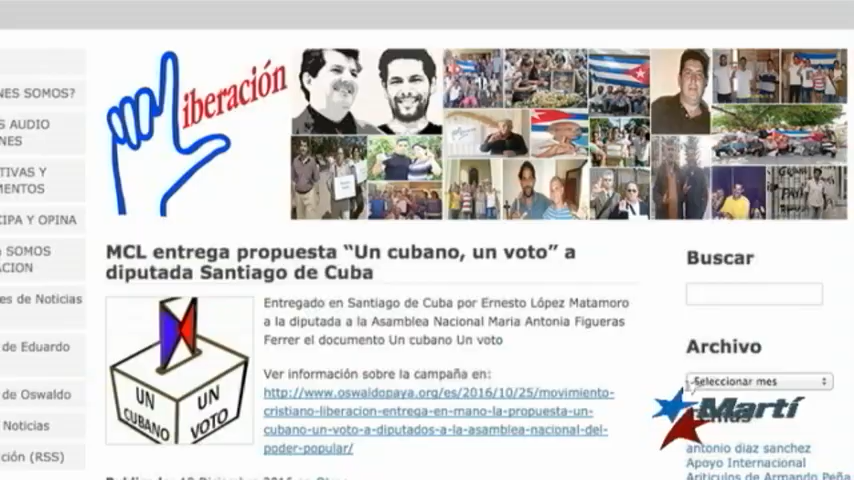 iberación
NES SOMOS?
S AUDIO
NES
TIVAS Y
MENTOS
CIPA Y OPINA
SOMOS
ACION
es de Noticias
de Eduardo
de Oswaldo
Noticias
ción (RSS)
MCL entrega propuesta “Un cubano, un voto” a
diputada Santiago de Cuba
UN
CUBANO
UN
VOTO
Entregado en Santiago de Cuba por Ernesto López Matamoro
a la diputada a la Asamblea Nacional Maria Antonia Figueras
Ferrer el documento Un cubano Un voto
Ver información sobre la campaña en:
http://www.oswaldopaya.org/es/2016/10/25/movimiento-
cristiano-liberacion-entrega-en-mano-la-propuesta-un-
cubano-un-voto-a-diputados-a-la-asamblea-nacional-del-
poder-popular/
Buscar
Archivo
Seleccionar mes
Martí
antonio diaz sanchez
Apoyo Internacional
Articulos de Armando Peña